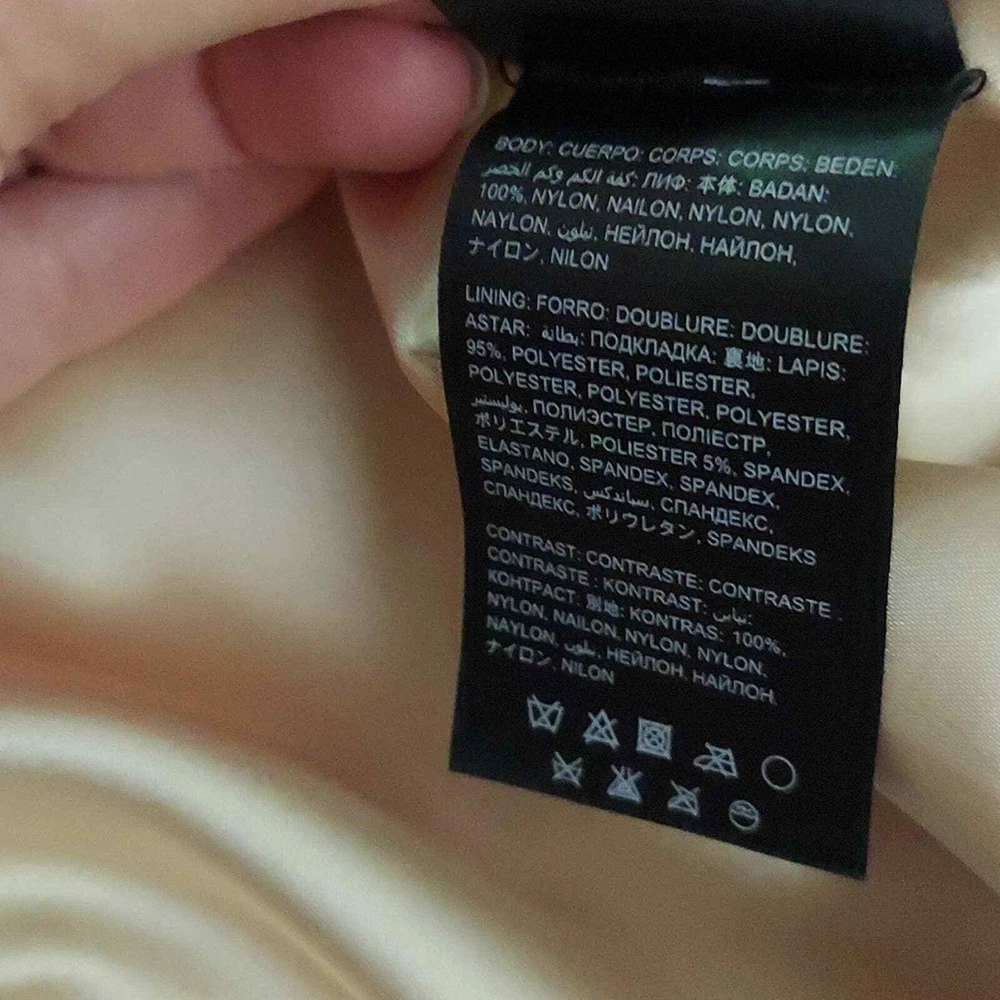 BODY: CUERPO: CORPS: CORPS: BEDEN:
كفة الكم وكم الخصر: ЛИФ: 本体: BADAN:
100%, NYLON, NAILON, NYLON, NYLON,
NAYLON, نيلون, НЕЙЛОН, НАЙЛОН,
ナイロン, NILON
LINING: FORRO: DOUBLURE: DOUBLURE:
ASTAR: بطانة: ПОДКЛАДКА: 裏地: LAPIS:
95%, POLYESTER, POLIESTER,
POLYESTER, POLYESTER, POLYESTER,
بوليستير, ПОЛИЭСТЕР, ПОЛІЕСТР,
ポリエステル, POLIESTER 5%, SPANDEX,
ELASTANO, SPANDEX, SPANDEX,
SPANDEKS, سباندكس, СПАНДЕКС,
СПАНДЕКС, ポリウレタン, SPANDEKS
CONTRAST: CONTRASTE: CONTRASTE
CONTRASTE : KONTRAST: تباين:
КОНТРАСТ, 別地: KONTRAS: 100%,
NYLON, NAILON, NYLON, NYLON,
NAYLON, نيلون, НЕЙЛОН, НАЙЛОН,
ナイロン, NILON